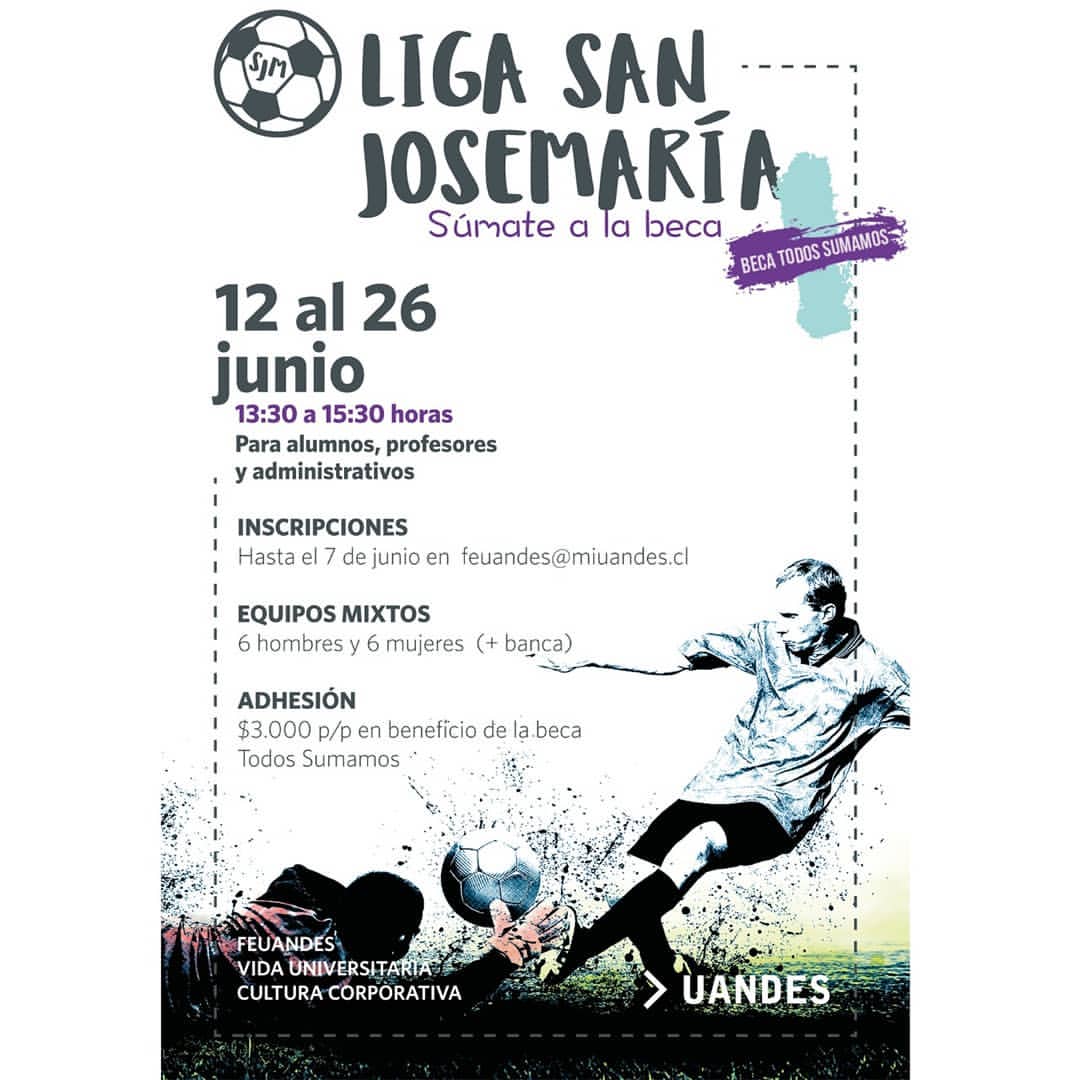 SJM
LIGA SAN
JOSEMARÍA
Súmate a la beca
BECA TODOS SUMAMOS
12 al 26
junio
13:30 a 15:30 horas
Para alumnos, profesores
y administrativos
INSCRIPCIONES
Hasta el 7 de junio en feuandes@miuandes.cl
EQUIPOS MIXTOS
6 hombres y 6 mujeres (+ banca)
ADHESIÓN
$3.000 p/p en beneficio de la beca
Todos Sumamos
FEUANDES
VIDA UNIVERSITARIA
CULTURA CORPORATIVA
UANDES